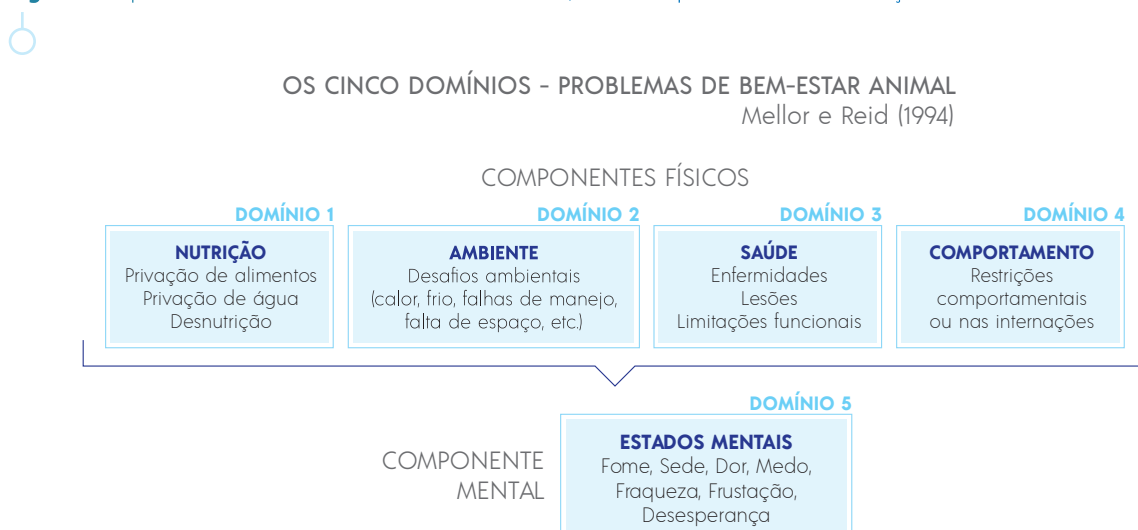 OS CINCO DOMÍNIOS - PROBLEMAS DE BEM-ESTAR ANIMAL
Mellor e Reid (1994)
COMPONENTES FÍSICOS
DOMÍNIO 1
NUTRIÇÃO
Privação de alimentos
Privação de água
Desnutrição
DOMÍNIO 2
AMBIENTE
Desafios ambientais
(calor, frio, falhas de manejo,
falta de espaço, etc.)
DOMÍNIO 3
SAÚDE
Enfermidades
Lesões
Limitações funcionais
DOMÍNIO 4
COMPORTAMENTO
Restrições
comportamentais
ou nas internações
DOMÍNIO 5
COMPONENTE
MENTAL
ESTADOS MENTAIS
Fome, Sede, Dor, Medo,
Fraqueza, Frustação,
Desesperança